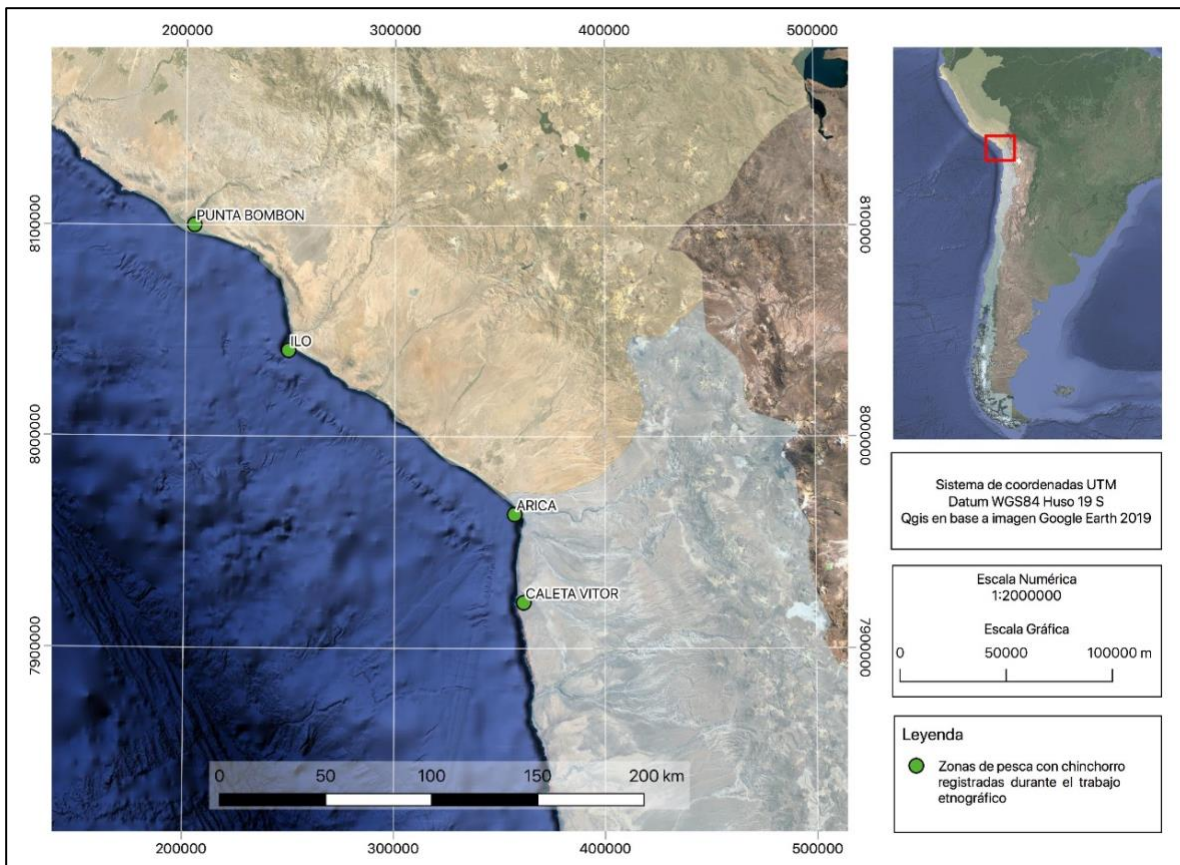 200000
300000
400000
500000
8100000
8100000
PUNTA BOMBON
ILO
8000000
8000000
ARICA
CALETA VITOR
7900000
7900000
0
50
100
150
200 km
200000
300000
400000
500000
Sistema de coordenadas UTM
Datum WGS84 Huso 19 S
Qgis en base a imagen Google Earth 2019
Escala Numérica
1:2000000
Escala Gráfica
0
50000
100000 m
Leyenda
Zonas de pesca con chinchorro
registradas durante el trabajo
etnográfico